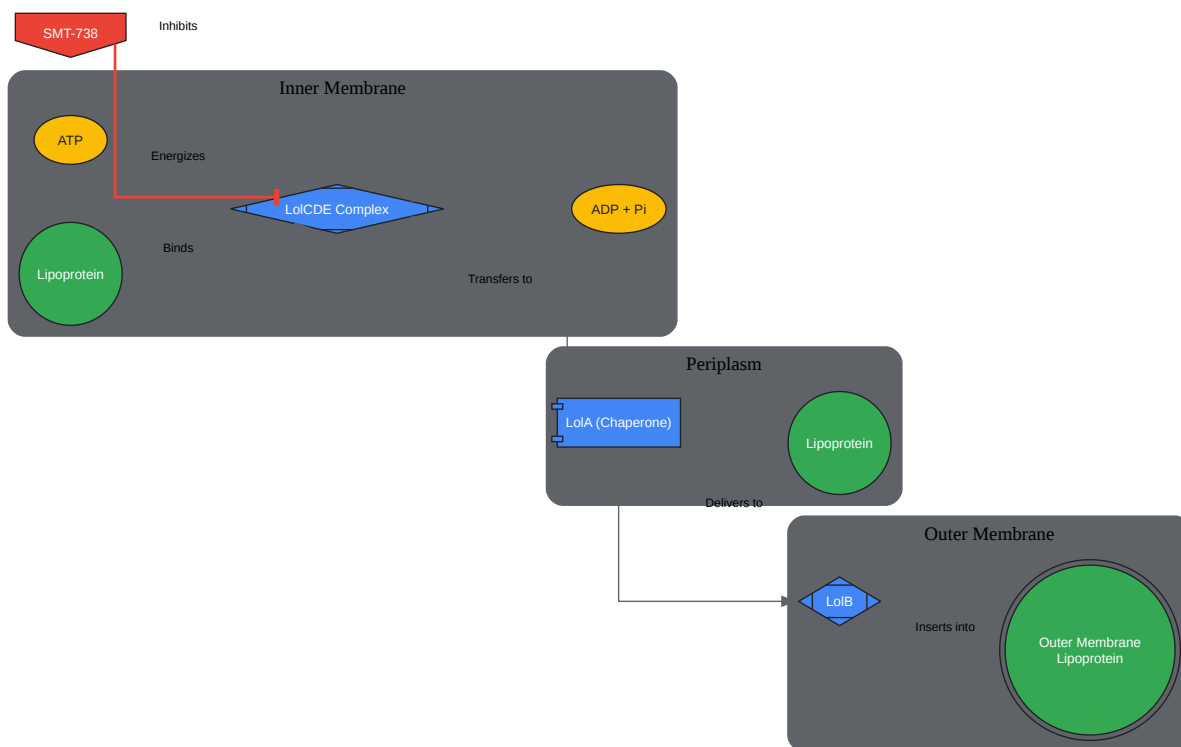 SMT-738
Inhibits
Inner Membrane
ATP
Energizes
LolCDE Complex
ADP + Pi
Binds
Lipoprotein
Transfers to
Periplasm
LolA (Chaperone)
Lipoprotein
Delivers to
Outer Membrane
LolB
Inserts into
Outer Membrane
Lipoprotein